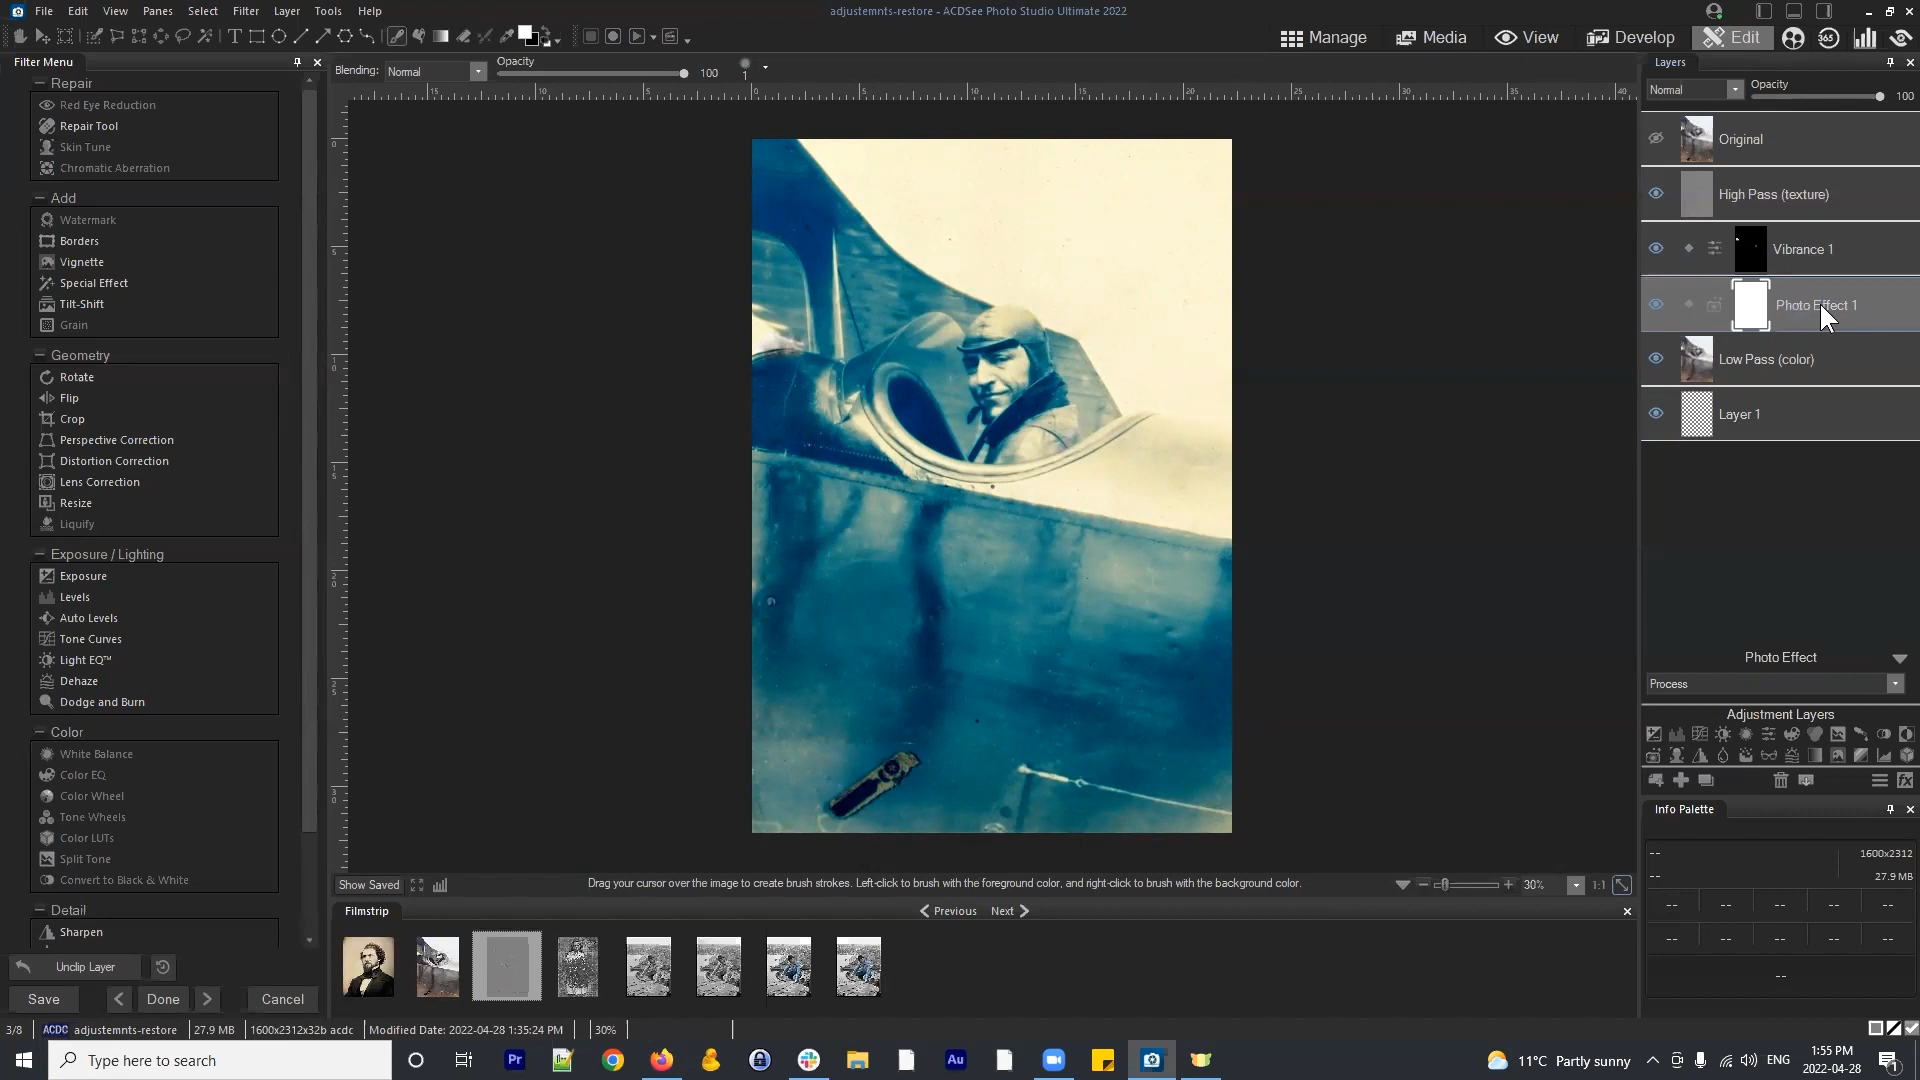 File Edit View Panes Select Filter Layer Tools Help
adjustemnts-restore - ACDSee Photo Studio Ultimate 2022
Manage Media View Develop Edit 365
Filter Menu
Blending: Normal Opacity 100 1
Layers
Normal Opacity 100
Repair
Red Eye Reduction
Repair Tool
Skin Tune
Chromatic Aberration
Add
Watermark
Borders
Vignette
Special Effect
Tilt-Shift
Grain
Geometry
Rotate
Flip
Crop
Perspective Correction
Distortion Correction
Lens Correction
Resize
Liquify
Exposure / Lighting
Exposure
Levels
Auto Levels
Tone Curves
Light EQ™
Dehaze
Dodge and Burn
Color
White Balance
Color EQ
Color Wheel
Tone Wheels
Color LUTs
Split Tone
Convert to Black & White
Detail
Sharpen
Unclip Layer
Save Done Cancel
Original
High Pass (texture)
Vibrance 1
Photo Effect 1
Low Pass (color)
Layer 1
Photo Effect
Process
Adjustment Layers
Info Palette
-- 1600x2312
-- 27.9 MB
-- -- -- -- --
-- -- -- -- --
--
Show Saved
Drag your cursor over the image to create brush strokes. Left-click to brush with the foreground color, and right-click to brush with the background color.
30% 1:1
Filmstrip Previous Next
3/8 ACDC adjustemnts-restore 27.9 MB 1600x2312x32b acdc Modified Date: 2022-04-28 1:35:24 PM 30%
Type here to search
Pr Au
11°C Partly sunny ENG
1:55 PM
2022-04-28
1